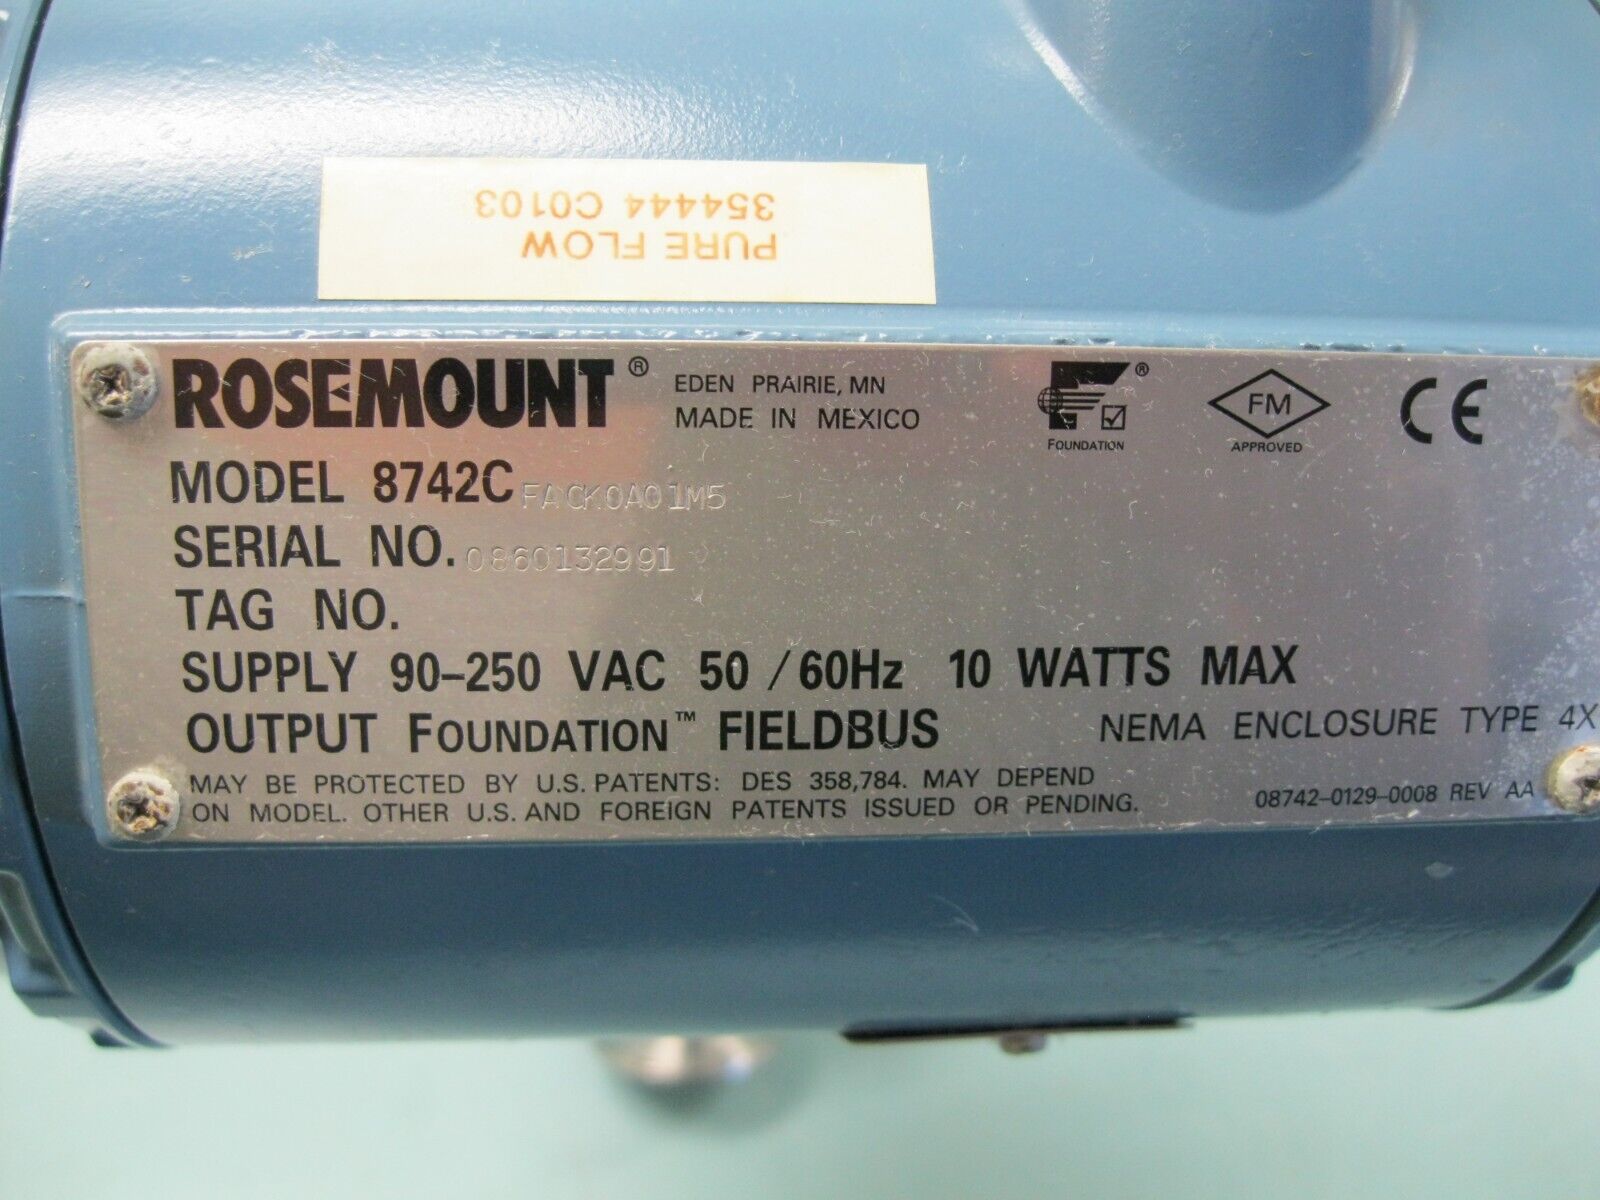 PURE FLOW
354444 C0103
ROSEMOUNT® EDEN PRAIRIE, MN
MADE IN MEXICO
® FOUNDATION
FM APPROVED
CE
MODEL 8742C FACK0A01M5
SERIAL NO. 0860132991
TAG NO.
SUPPLY 90-250 VAC 50/60Hz 10 WATTS MAX
OUTPUT FOUNDATION™ FIELDBUS NEMA ENCLOSURE TYPE 4X
MAY BE PROTECTED BY U.S. PATENTS: DES 358,784. MAY DEPEND
ON MODEL. OTHER U.S. AND FOREIGN PATENTS ISSUED OR PENDING. 08742-0129-0008 REV AA